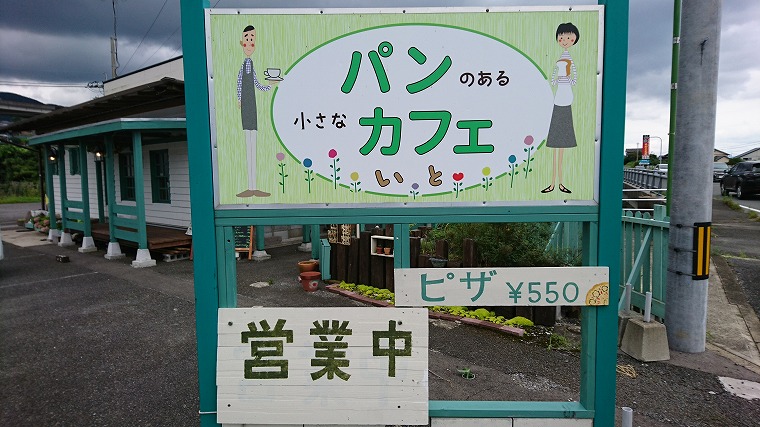 パンのある
小さな
カフェ
いと
ピザ ¥550
営業中